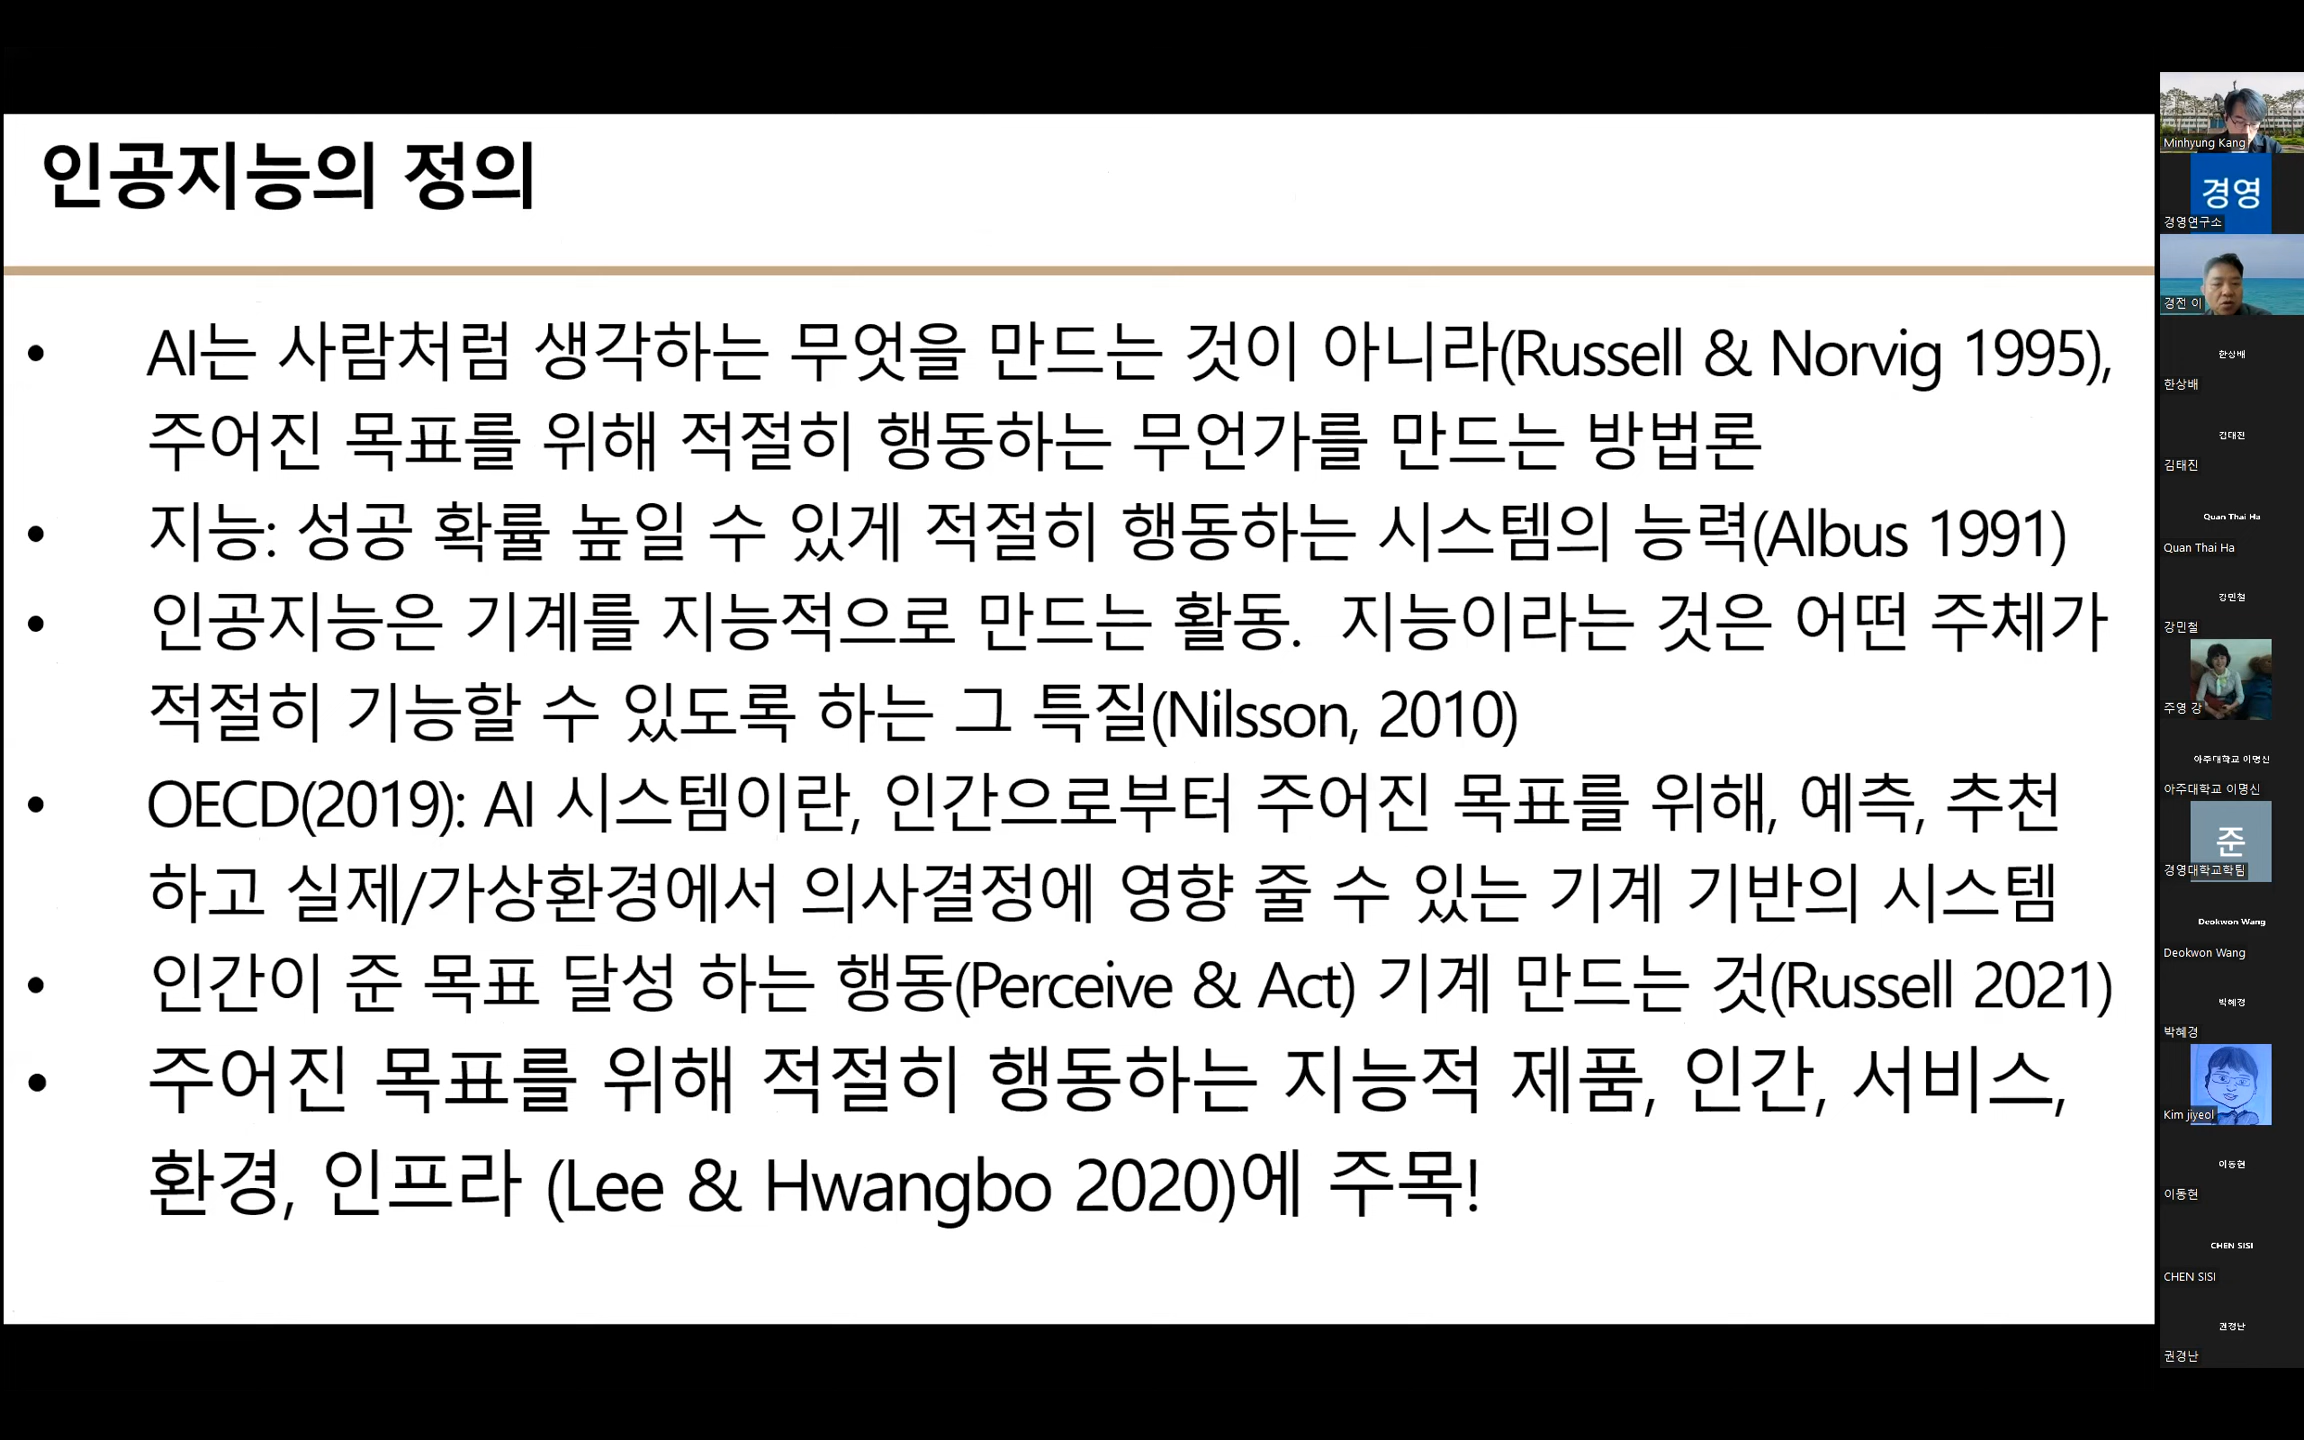 인공지능의 정의
• AI는 사람처럼 생각하는 무엇을 만드는 것이 아니라(Russell & Norvig 1995),
주어진 목표를 위해 적절히 행동하는 무언가를 만드는 방법론
• 지능: 성공 확률 높일 수 있게 적절히 행동하는 시스템의 능력(Albus 1991)
• 인공지능은 기계를 지능적으로 만드는 활동. 지능이라는 것은 어떤 주체가
적절히 기능할 수 있도록 하는 그 특질(Nilsson, 2010)
• OECD(2019): AI 시스템이란, 인간으로부터 주어진 목표를 위해, 예측, 추천
하고 실제/가상환경에서 의사결정에 영향 줄 수 있는 기계 기반의 시스템
• 인간이 준 목표 달성 하는 행동(Perceive & Act) 기계 만드는 것(Russell 2021)
• 주어진 목표를 위해 적절히 행동하는 지능적 제품, 인간, 서비스,
환경, 인프라 (Lee & Hwangbo 2020)에 주목!
Minhyung Kang
경영
경영연구소
경전 이
한상배
한상배
김태진
김태진
Quan Thai Ha
Quan Thai Ha
강민철
강민철
주영 강
아주대학교 이명신
아주대학교 이명신
준
경영대학교학팀
Deokwon Wang
Deokwon Wang
박혜경
박혜경
Kim jiyeol
이동현
이동현
CHEN SISI
CHEN SISI
권경난
권경난